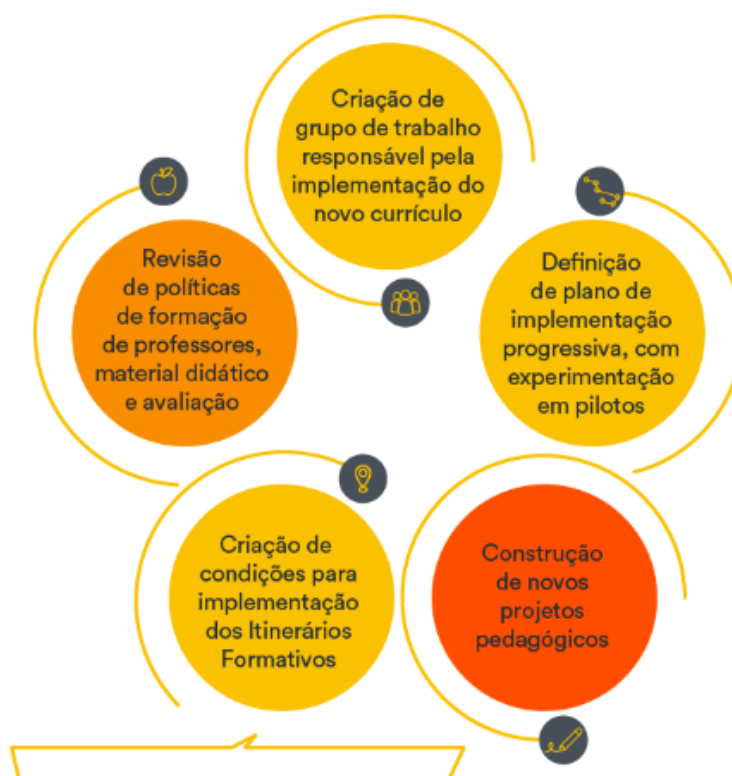 Criação de
grupo de trabalho
responsável pela
implementação do
novo currículo
Revisão
de políticas
de formação
de professores,
material didático
e avaliação
Definição
de plano de
implementação
progressiva, com
experimentação
em pilotos
Criação de
condições para
implementação
dos Itinerários
Formativos
Construção
de novos
projetos
pedagógicos